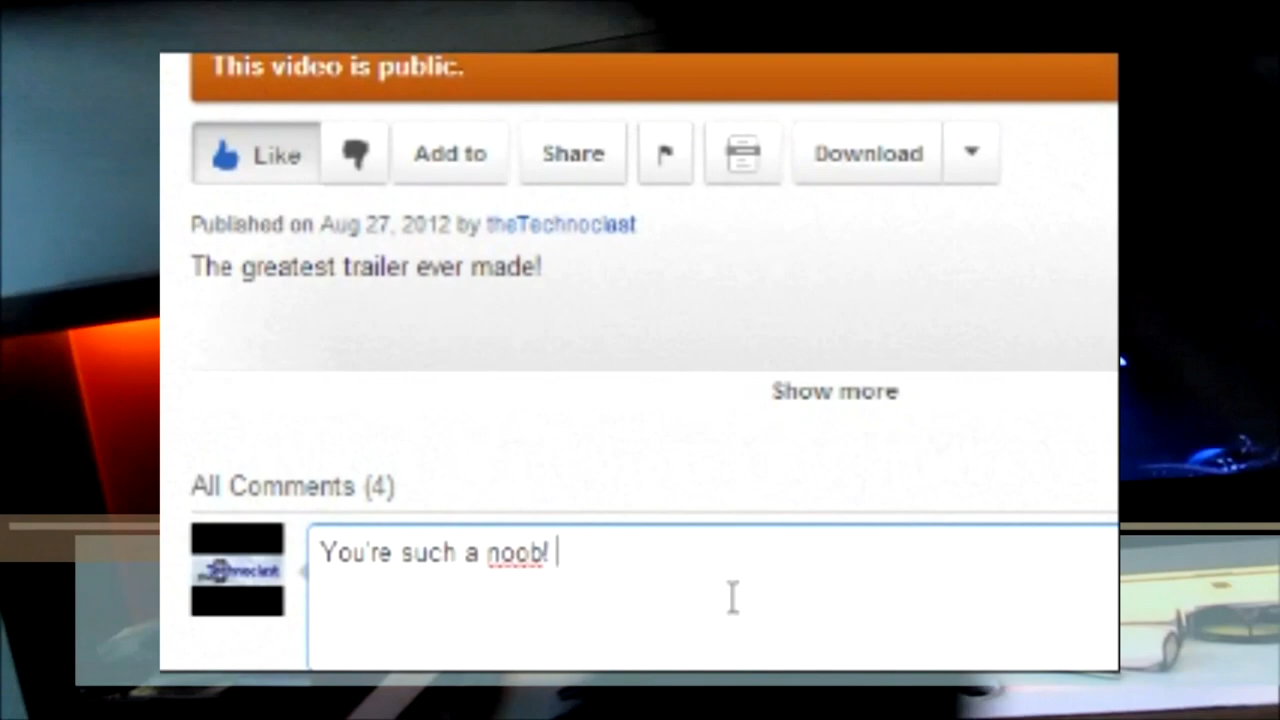 This video is public.
Like
Add to
Share
Download
Published on Aug 27, 2012 by theTechnoclast
The greatest trailer ever made!
Show more
All Comments (4)
Technoclast
You're such a noob!